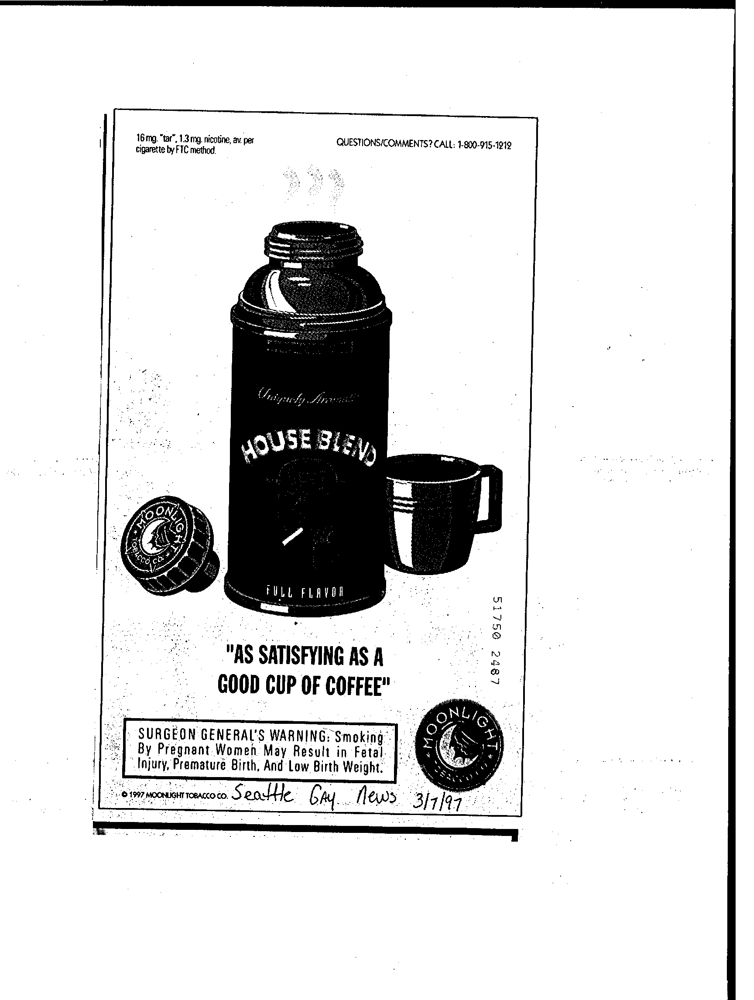 16 mg. "tar", 1.3 mg. nicotine, av. per
cigarette by FTC method.
QUESTIONS/COMMENTS? CALL: 1-800-915-1919
Uniquely Aromatic
HOUSE BLEND
FULL FLAVOR
MOONLIGHT
TOBACCO CO.
51750 2487
"AS SATISFYING AS A
GOOD CUP OF COFFEE"
SURGEON GENERAL'S WARNING: Smoking
By Pregnant Women May Result in Fetal
Injury, Premature Birth, And Low Birth Weight.
MOONLIGHT
TOBACCO CO.
© 1997 MOONLIGHT TOBACCO CO.
Seattle Gay News 3/7/97